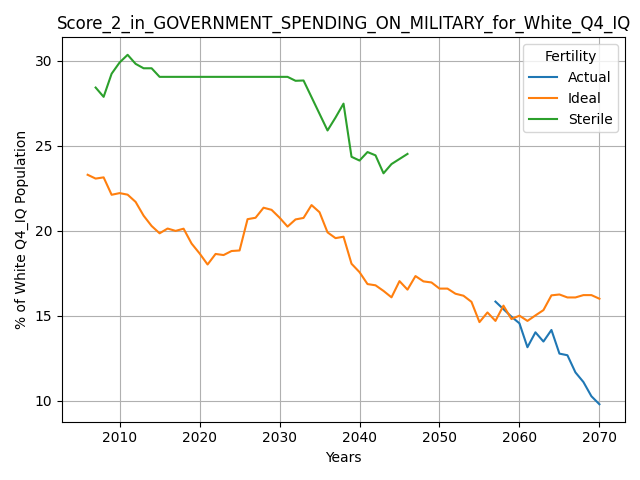 Score_2_in_GOVERNMENT_SPENDING_ON_MILITARY_for_White_Q4_IQ
Fertility
Actual
Ideal
Sterile
% of White Q4_IQ Population
30
25
20
15
10
2010 2020 2030 2040 2050 2060 2070
Years